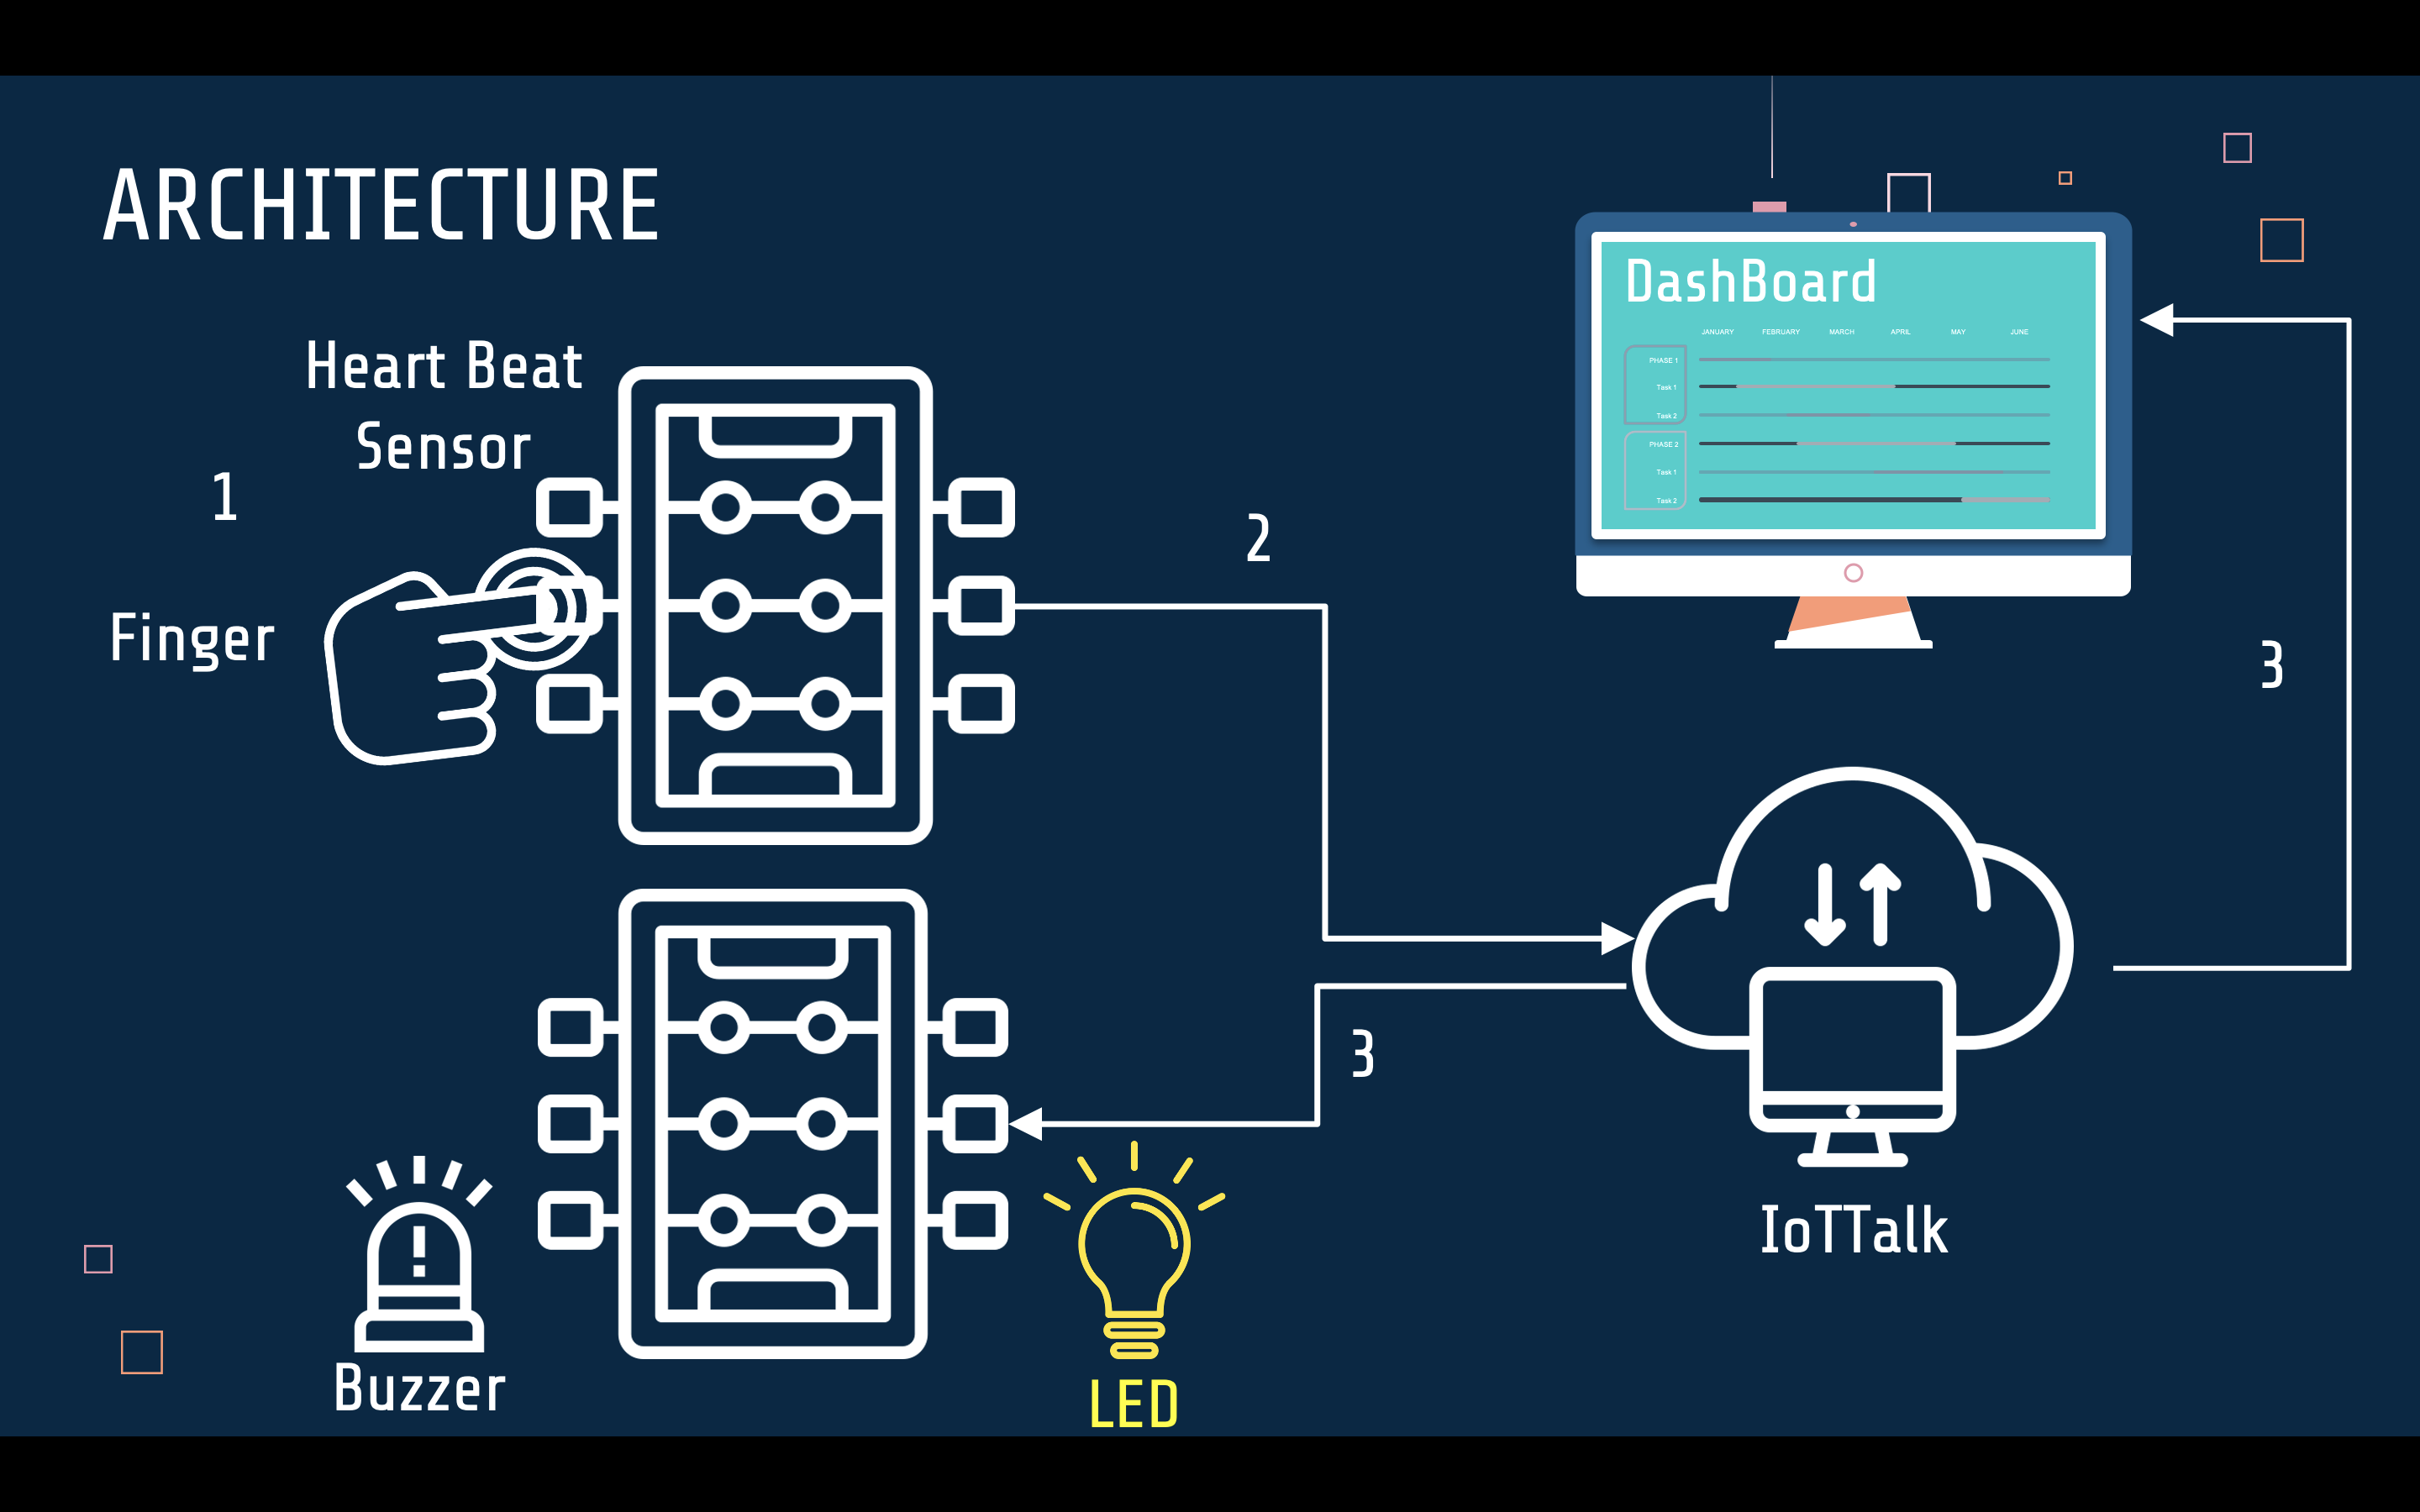 ARCHITECTURE
Heart Beat
Sensor
1
Finger
2
DashBoard
JANUARY FEBRUARY MARCH APRIL MAY JUNE
PHASE 1
Task 1
Task 2
PHASE 2
Task 1
Task 2
3
3
IoTTalk
Buzzer
LED